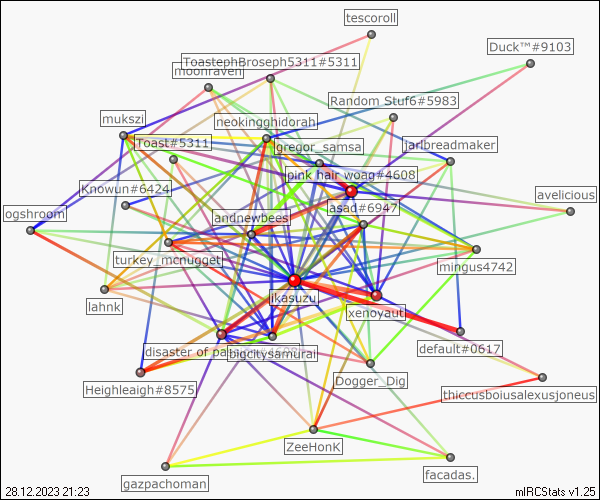 tescoroll
Duck™#9103
ToastephBroseph5311#5311
moonraven
Random Stuf6#5983
mukszi
neokingghidorah
Toast#5311
gregor_samsa
jarlbreadmaker
pink hair woag#4608
Knowun#6424
avelicious
ogshroom
landnewbees
asad#6947
turkey_mcnugget
mingus4742
lahnk
ikasuzu
xenoyaut
disaster of pa
bigcitysamurai
default#0617
Heighleaigh#8575
Dogger_Dig
thiccusboiusalexusjoneus
ZeeHonK
gazpachoman
facadas.
28.12.2023 21:23
mIRCStats v1.25